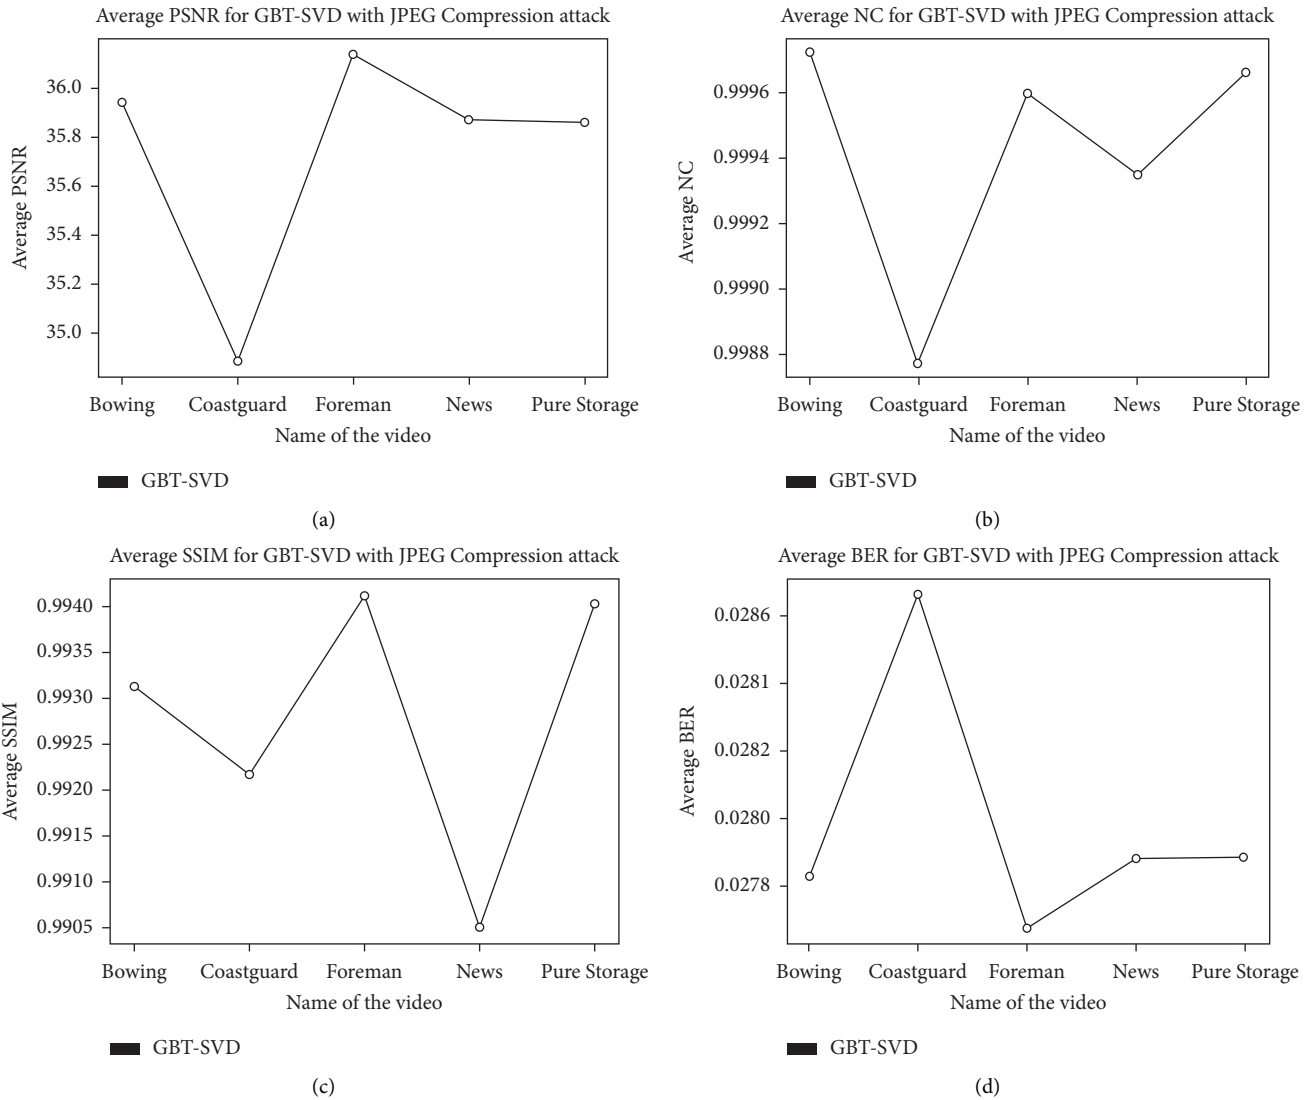 Average PSNR for GBT-SVD with JPEG Compression attack
Average PSNR
36.0
35.8
35.6
35.4
35.2
35.0
Bowing Coastguard Foreman News Pure Storage
Name of the video
GBT-SVD
(a)
Average NC for GBT-SVD with JPEG Compression attack
Average NC
0.9996
0.9994
0.9992
0.9990
0.9988
Bowing Coastguard Foreman News Pure Storage
Name of the video
GBT-SVD
(b)
Average SSIM for GBT-SVD with JPEG Compression attack
Average SSIM
0.9940
0.9935
0.9930
0.9925
0.9920
0.9915
0.9910
0.9905
Bowing Coastguard Foreman News Pure Storage
Name of the video
GBT-SVD
(c)
Average BER for GBT-SVD with JPEG Compression attack
Average BER
0.0286
0.0281
0.0282
0.0280
0.0278
Bowing Coastguard Foreman News Pure Storage
Name of the video
GBT-SVD
(d)